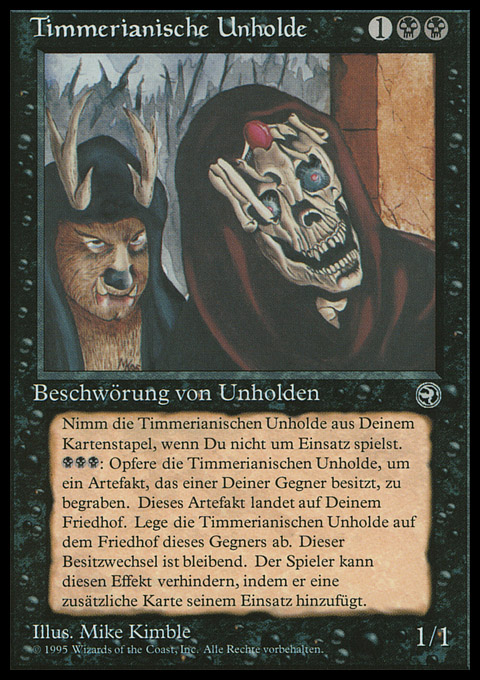 Timmerianische Unholde 1
Beschwörung von Unholden
Nimm die Timmerianischen Unholde aus Deinem
Kartenstapel, wenn Du nicht um Einsatz spielst.
: Opfere die Timmerianischen Unholde, um
ein Artefakt, das einer Deiner Gegner besitzt, zu
begraben. Dieses Artefakt landet auf Deinem
Friedhof. Lege die Timmerianischen Unholde auf
dem Friedhof dieses Gegners ab. Dieser
Besitzwechsel ist bleibend. Der Spieler kann
diesen Effekt verhindern, indem er eine
zusätzliche Karte seinem Einsatz hinzufügt.
Illus. Mike Kimble
1/1
© 1995 Wizards of the Coast, Inc. Alle Rechte vorbehalten.